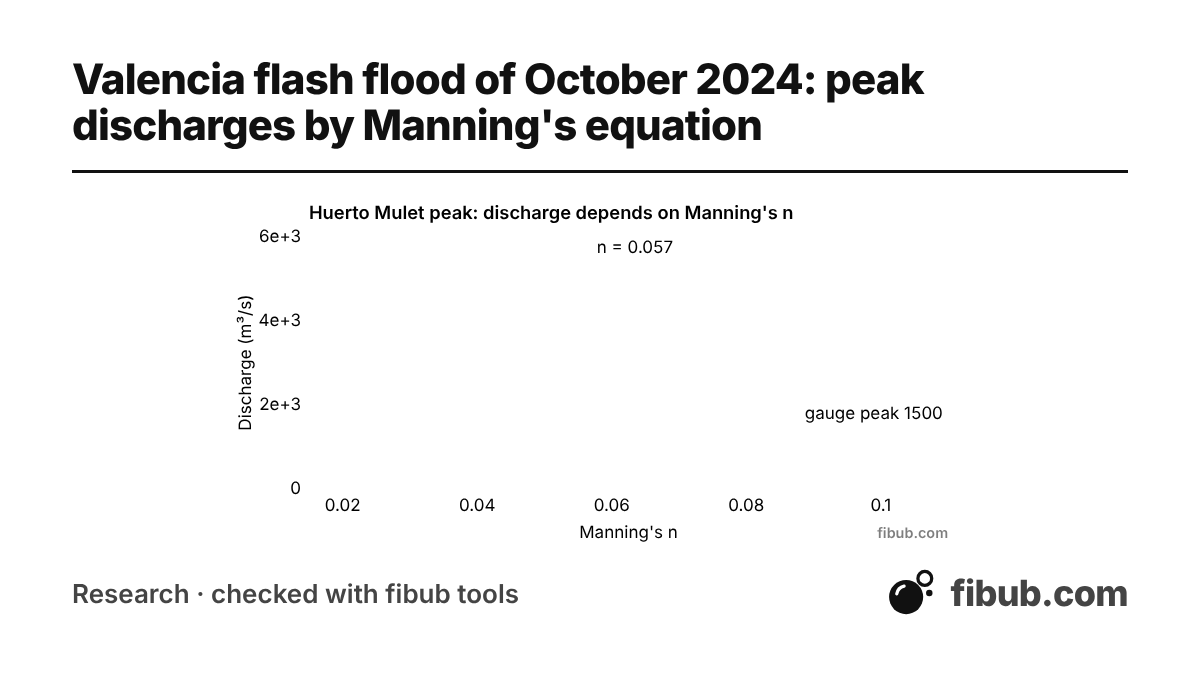 Valencia flash flood of October 2024: peak
discharges by Manning's equation
Huerto Mulet peak: discharge depends on Manning's n
6e+3
n = 0.057
4e+3
Discharge (m³/s)
2e+3
gauge peak 1500
0
0.02 0.04 0.06 0.08 0.1
Manning's n
fibub.com
Research · checked with fibub tools
fibub.com